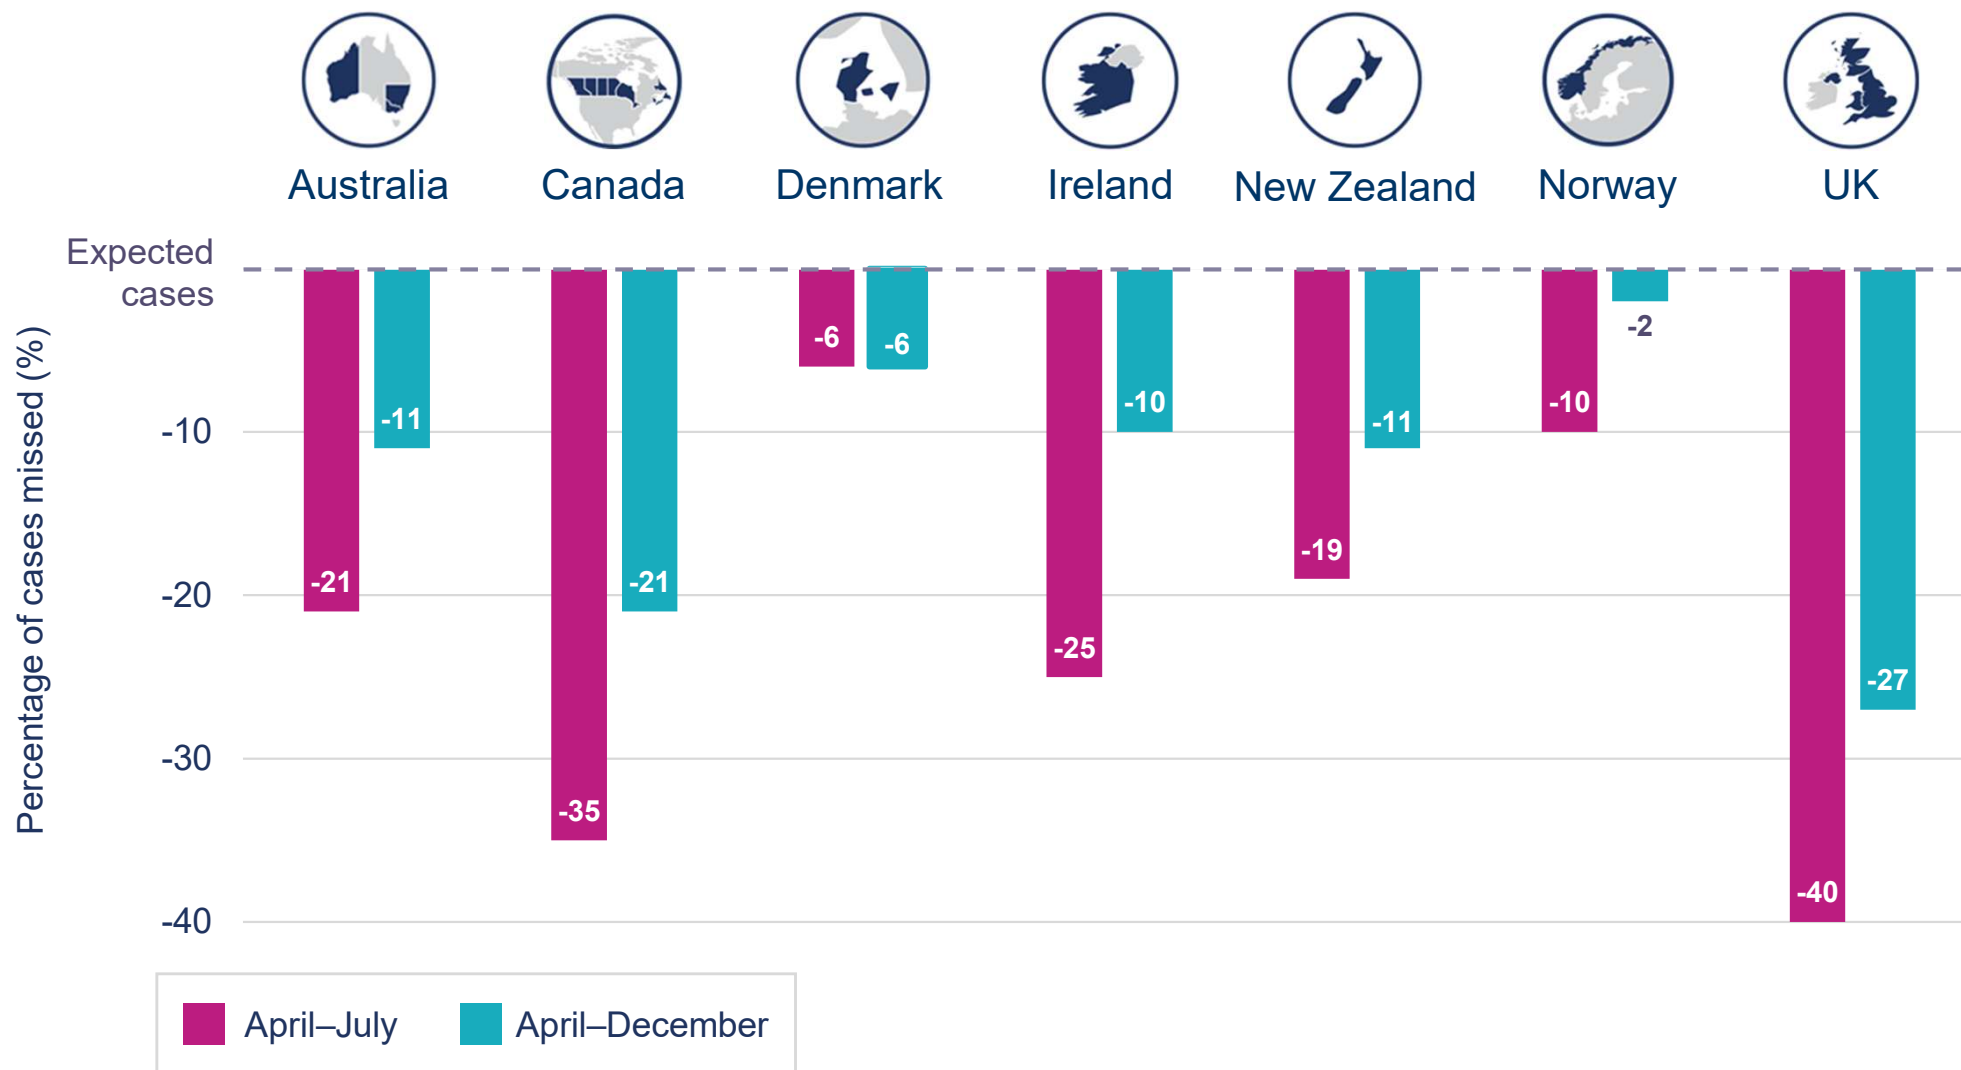 Australia
Canada
Denmark
Ireland
New Zealand
Norway
UK
Expected
cases
Percentage of cases missed (%)
-10
-20
-30
-40
-21
-11
-35
-21
-6
-6
-25
-10
-19
-11
-10
-2
-40
-27
April–July
April–December